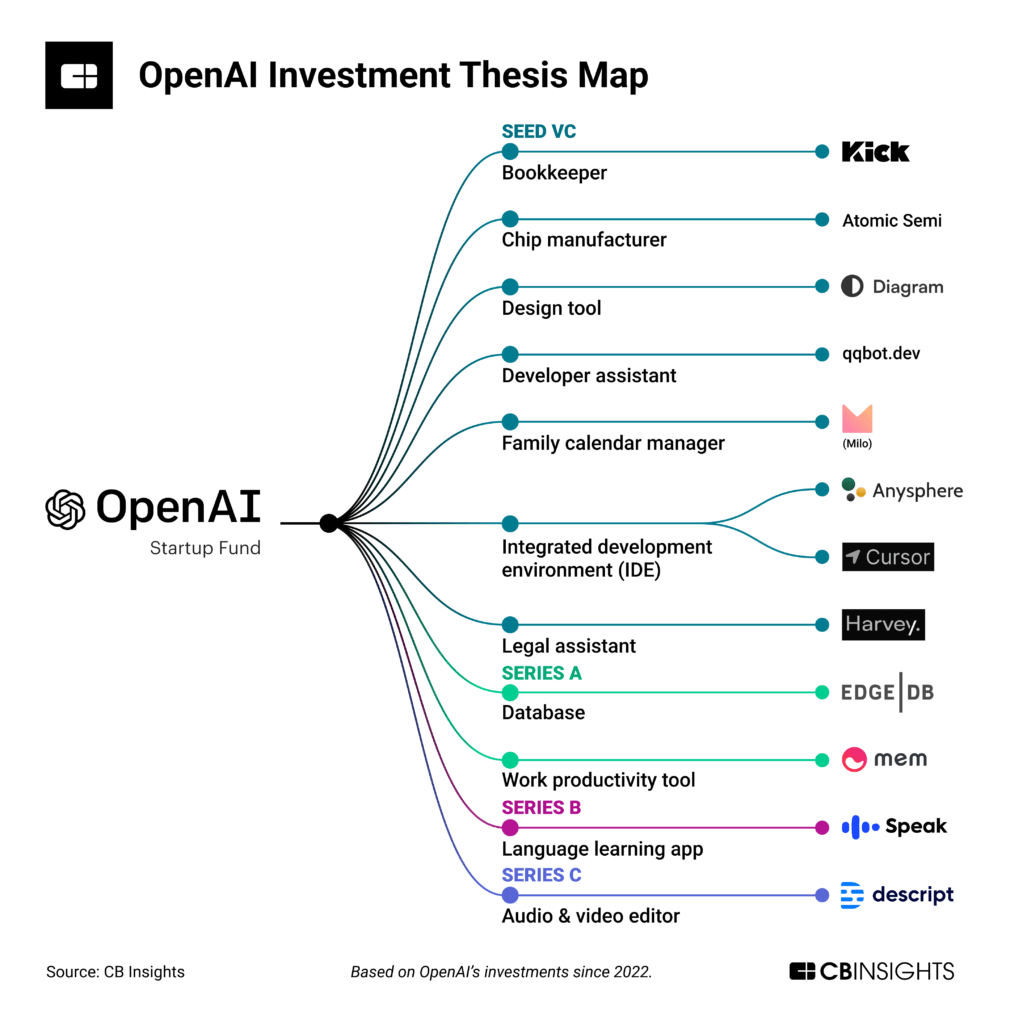 OpenAI Investment Thesis Map
SEED VC
Bookkeeper
Kick
Chip manufacturer
Atomic Semi
Design tool
Diagram
Developer assistant
qqbot.dev
Family calendar manager
(Milo)
OpenAI
Startup Fund
Integrated development
environment (IDE)
Anysphere
Cursor
Legal assistant
Harvey.
SERIES A
Database
EDGE|DB
Work productivity tool
mem
SERIES B
Language learning app
Speak
SERIES C
Audio & video editor
descript
Source: CB Insights
Based on OpenAI's investments since 2022.
CBINSIGHTS